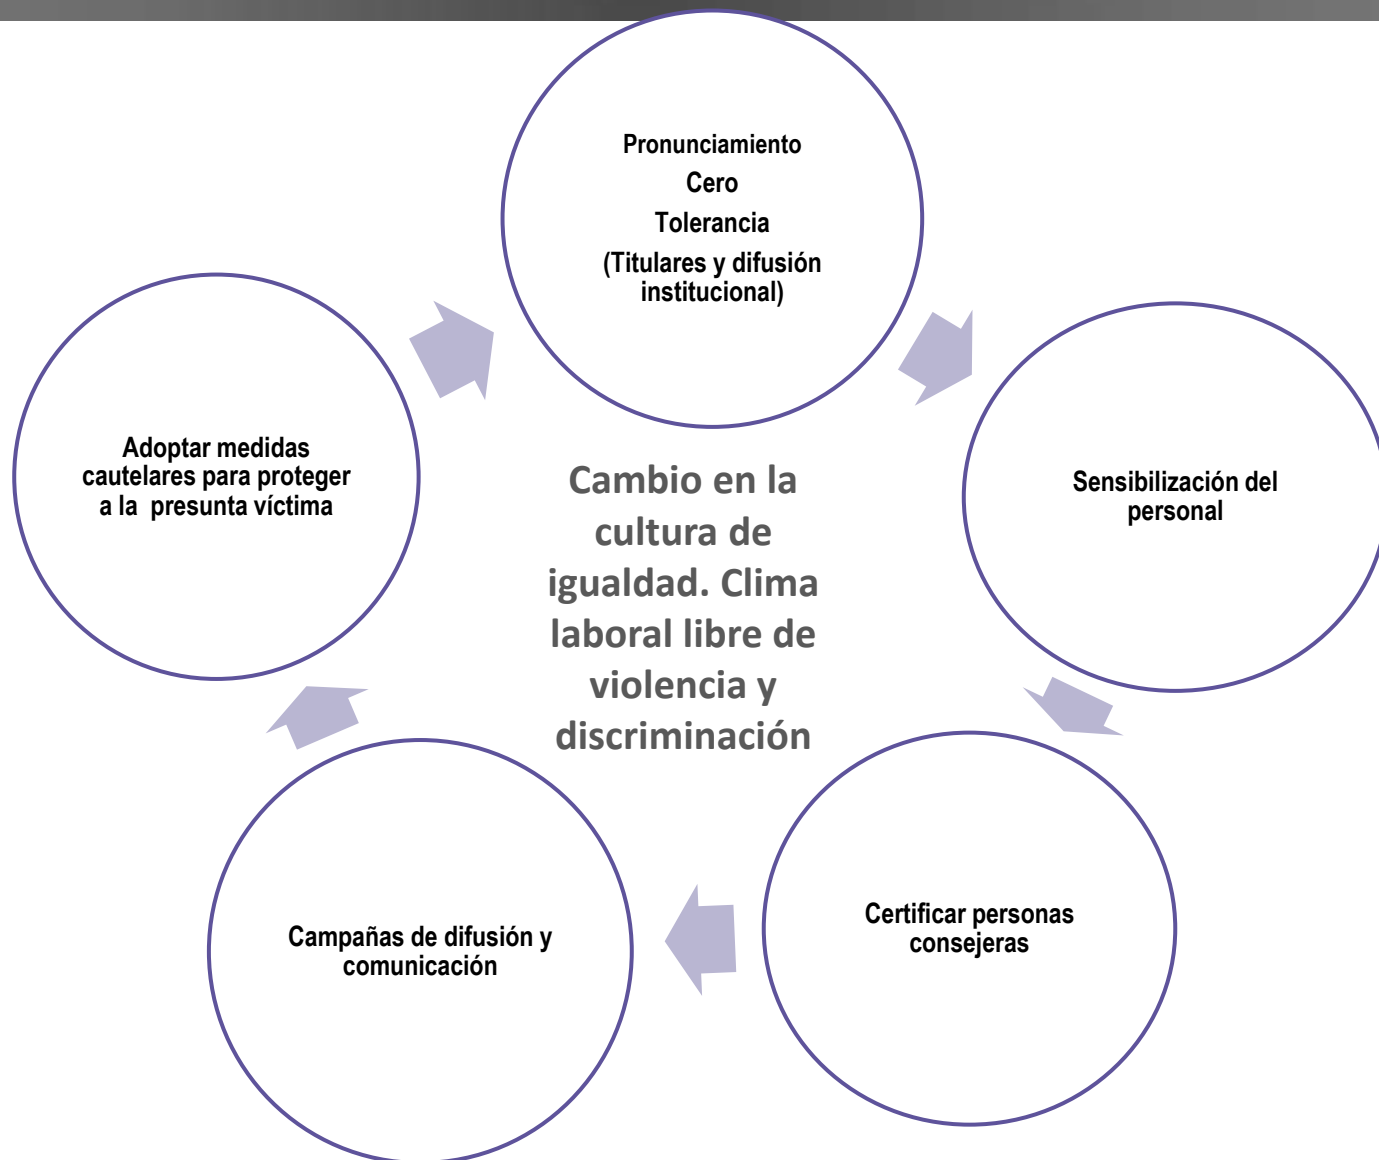 Pronunciamiento
Cero
Tolerancia
(Titulares y difusión
institucional)
Sensibilización del
personal
Certificar personas
consejeras
Campañas de difusión y
comunicación
Adoptar medidas
cautelares para proteger
a la  presunta víctima
Cambio en la
cultura de
igualdad. Clima
laboral libre de
violencia y
discriminación